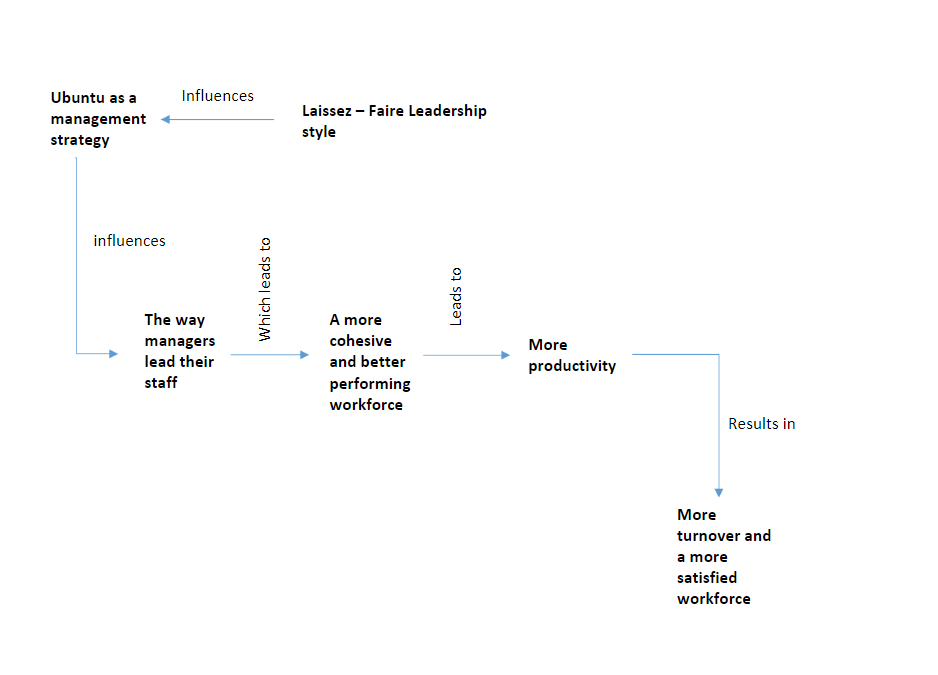 Ubuntu as a
management
strategy
Influences
Laissez – Faire Leadership
style
influences
The way
managers
lead their
staff
Which leads to
A more
cohesive
and better
performing
workforce
Leads to
More
productivity
Results in
More
turnover and
a more
satisfied
workforce